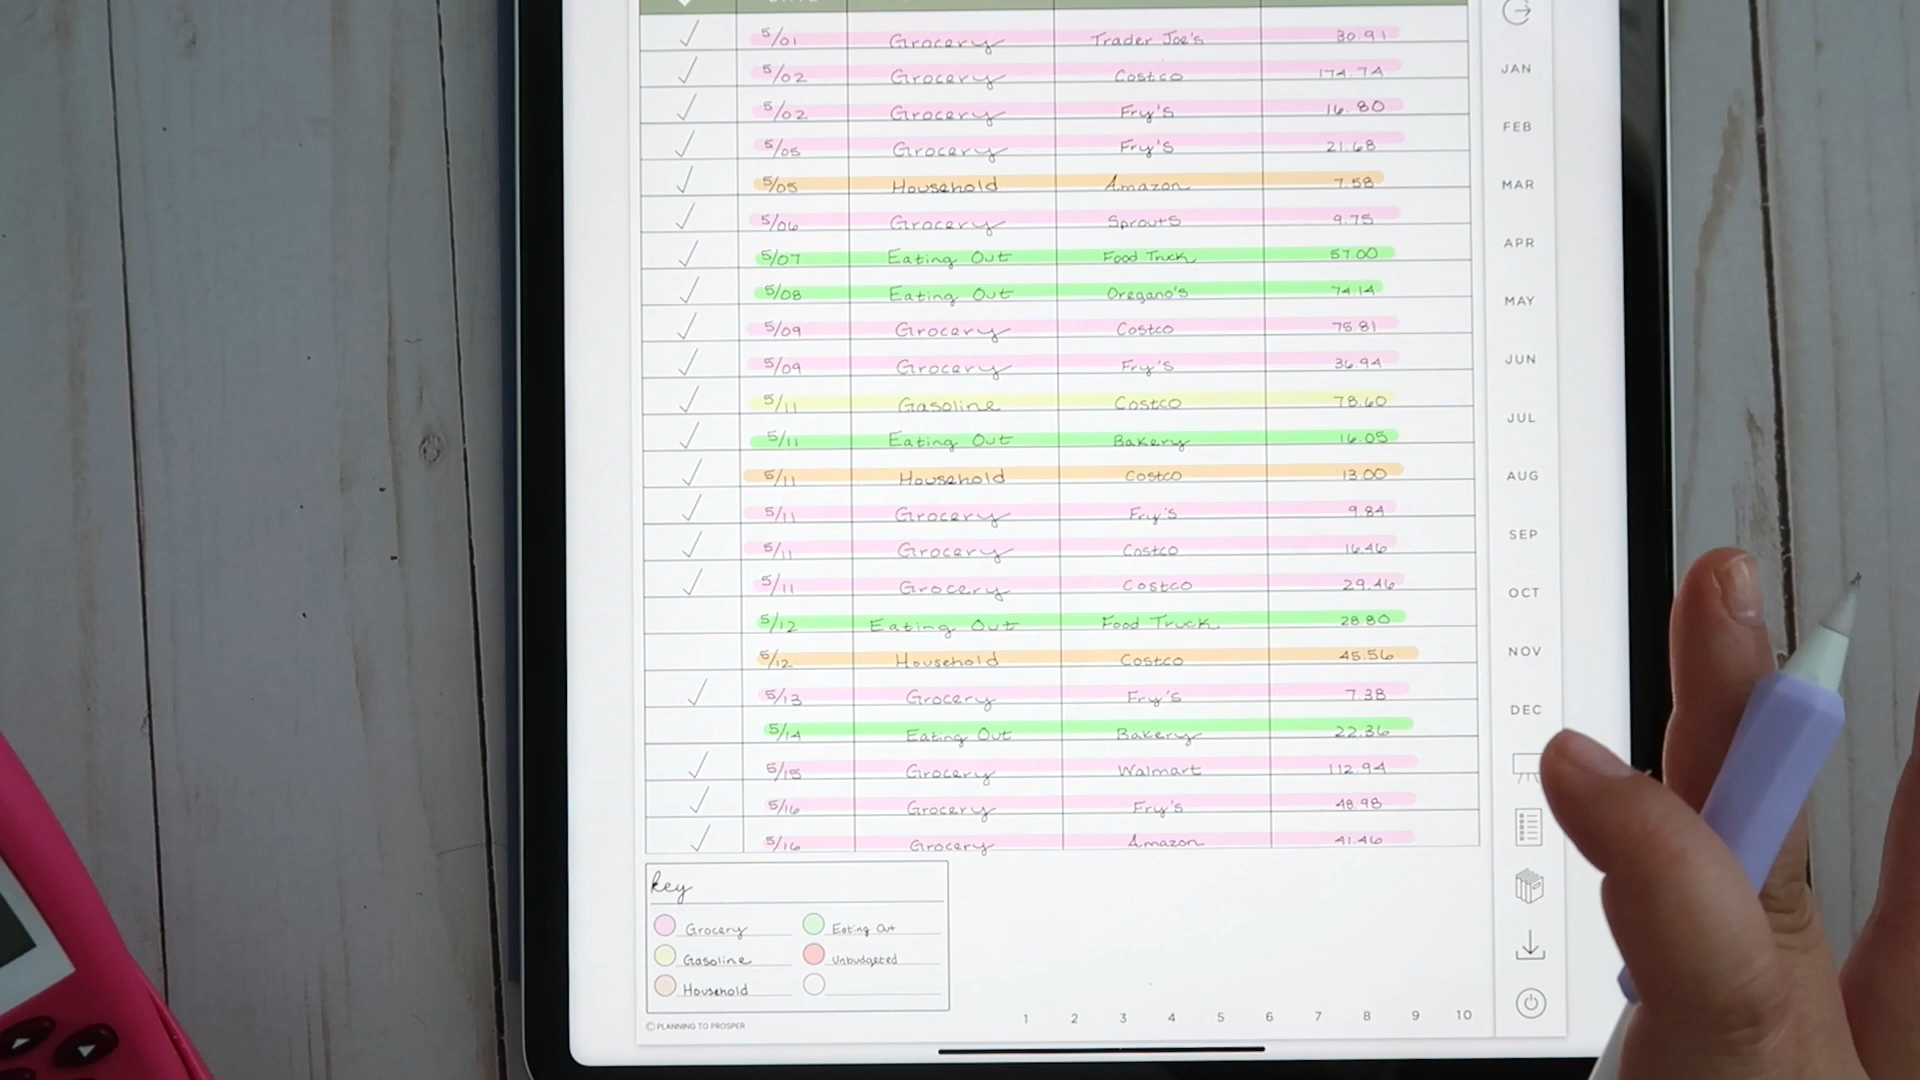 5/01 Grocery Trader Joe's 30.91
5/02 Grocery Costco 174.74
JAN
5/02 Grocery Fry's 16.80
FEB
5/05 Grocery Fry's 21.68
5/05 Household Amazon 7.58
MAR
5/06 Grocery Sprouts 9.75
APR
5/07 Eating Out Food Truck 57.00
5/08 Eating Out Oregano's 74.14
MAY
5/09 Grocery Costco 75.81
5/09 Grocery Fry's 36.94
JUN
5/11 Gasoline Costco 78.60
JUL
5/11 Eating Out Bakery 16.05
5/11 Household Costco 13.00
AUG
5/11 Grocery Fry's 9.84
SEP
5/11 Grocery Costco 16.46
5/11 Grocery Costco 29.46
OCT
5/12 Eating Out Food Truck 28.80
5/12 Household Costco 45.56
NOV
5/13 Grocery Fry's 7.38
DEC
5/14 Eating Out Bakery 22.36
5/15 Grocery Walmart 112.94
5/16 Grocery Fry's 48.98
5/16 Grocery Amazon 41.46
key
Grocery Eating Out
Gasoline Unbudgeted
Household
© PLANNING TO PROSPER
1 2 3 4 5 6 7 8 9 10